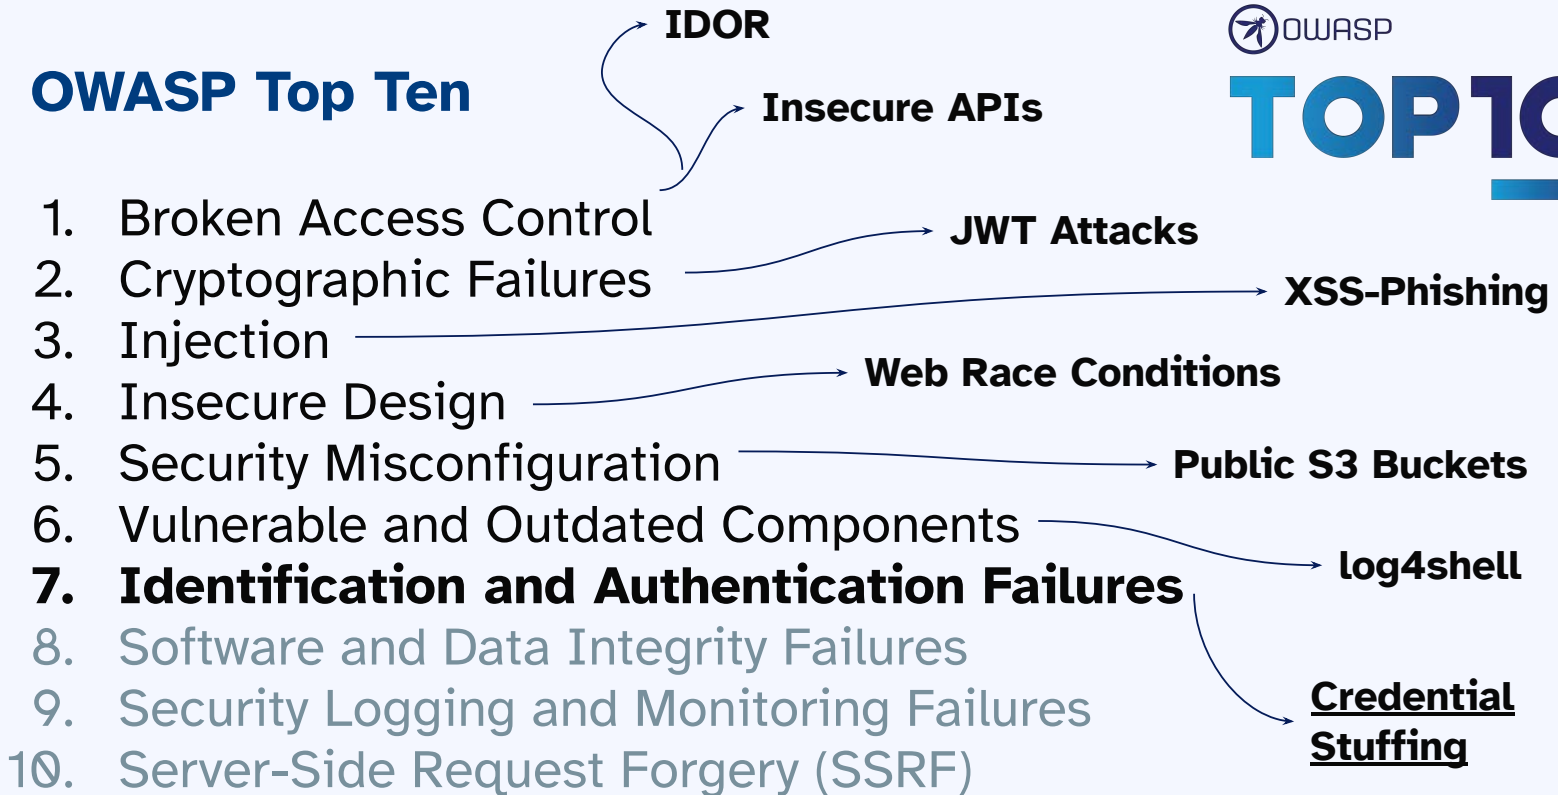 IDOR
OWASP
OWASP Top Ten
Insecure APIs
TOP10
1. Broken Access Control
JWT Attacks
2. Cryptographic Failures
XSS-Phishing
3. Injection
Web Race Conditions
4. Insecure Design
5. Security Misconfiguration
Public S3 Buckets
6. Vulnerable and Outdated Components
log4shell
7. Identification and Authentication Failures
8. Software and Data Integrity Failures
Credential
Stuffing
9. Security Logging and Monitoring Failures
10. Server-Side Request Forgery (SSRF)